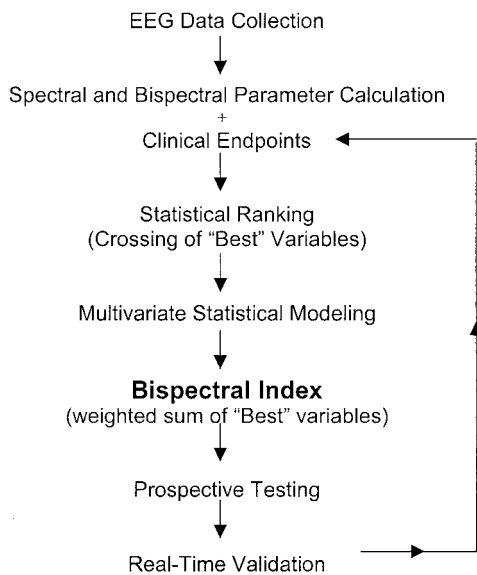 EEG Data Collection
Spectral and Bispectral Parameter Calculation
+
Clinical Endpoints
Statistical Ranking
(Crossing of “Best” Variables)
Multivariate Statistical Modeling
Bispectral Index
(weighted sum of “Best” variables)
Prospective Testing
Real-Time Validation